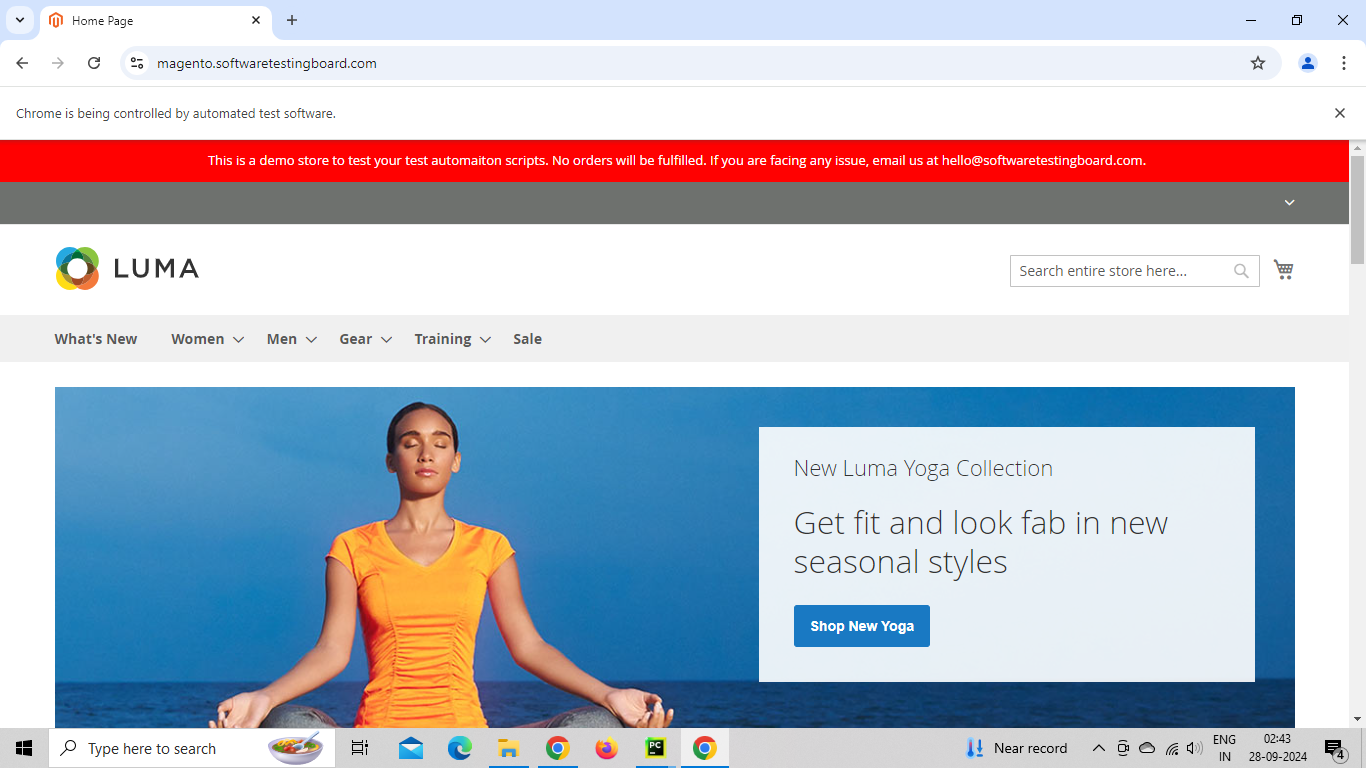 Home Page
magento.softwaretestingboard.com
Chrome is being controlled by automated test software.
This is a demo store to test your test automaiton scripts. No orders will be fulfilled. If you are facing any issue, email us at hello@softwaretestingboard.com.
LUMA
Search entire store here...
What's New Women Men Gear Training Sale
New Luma Yoga Collection
Get fit and look fab in new
seasonal styles
Shop New Yoga
Type here to search
PC
Near record
ENG
IN
02:43
28-09-2024
4